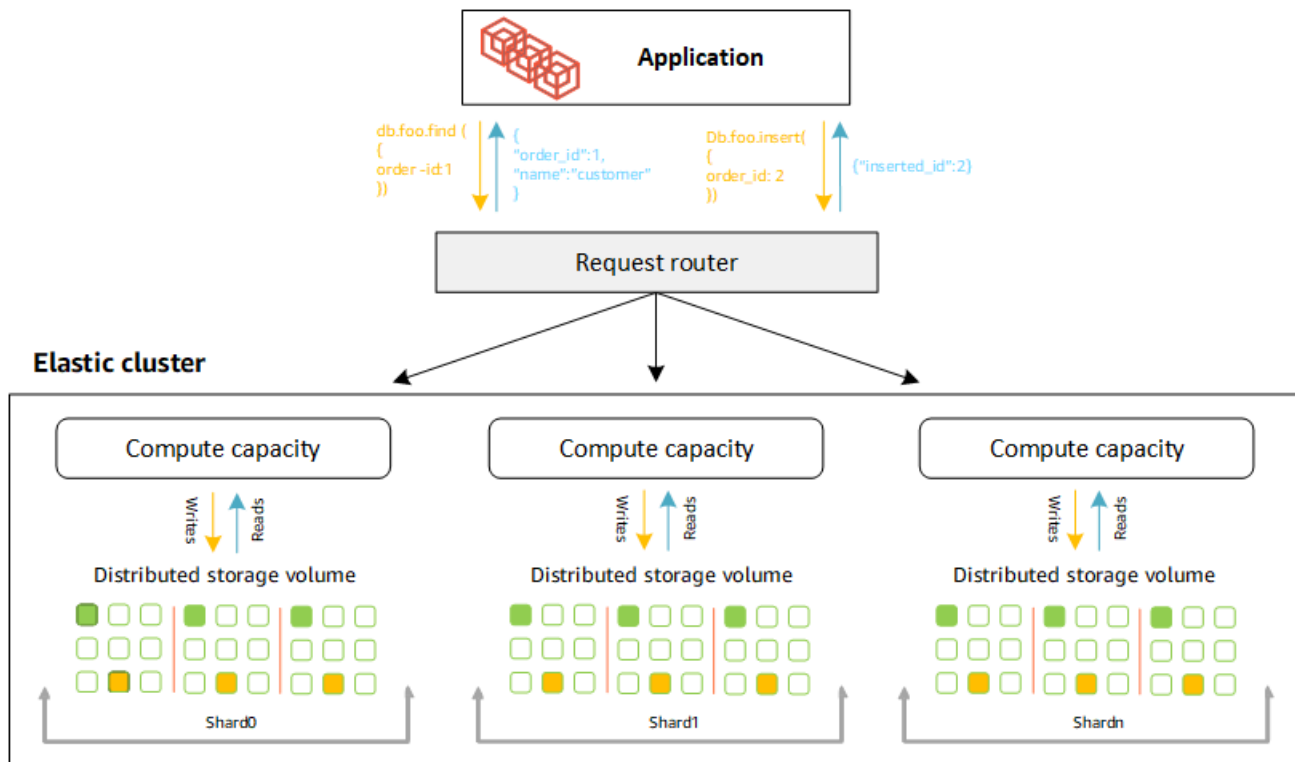 Application
db.foo.find (
{
order -id:1
})
{
"order_id":1,
"name":"customer"
}
Db.foo.insert(
{
order_id: 2
})
{"inserted_id":2}
Request router
Elastic cluster
Compute capacity
Compute capacity
Compute capacity
Writes
Reads
Writes
Reads
Writes
Reads
Distributed storage volume
Distributed storage volume
Distributed storage volume
Shard0
Shard1
Shardn